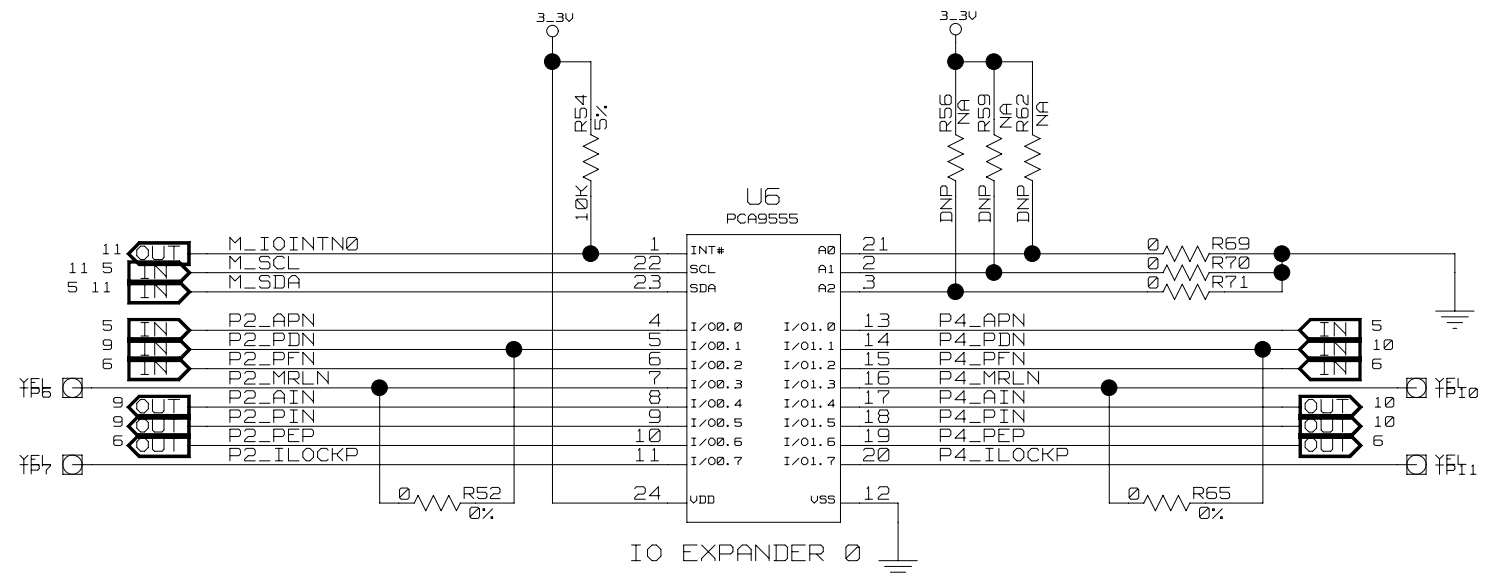 3_3V
3_3V
R54
5%
10K
R56
NA
DNP
R59
NA
DNP
R62
NA
DNP
U6
PCA9555
11 OUT M_IOINTN0 1 INT# A0 21 0 R69
11 5 IN M_SCL 22 SCL A1 2 0 R70
5 11 IN M_SDA 23 SDA A2 3 0 R71
5 IN P2_APN 4 I/O0.0 I/O1.0 13 P4_APN IN 5
9 IN P2_PDN 5 I/O0.1 I/O1.1 14 P4_PDN IN 10
6 IN P2_PFN 6 I/O0.2 I/O1.2 15 P4_PFN IN 6
YEL TP6 P2_MRLN 7 I/O0.3 I/O1.3 16 P4_MRLN YEL TP10
9 OUT P2_AIN 8 I/O0.4 I/O1.4 17 P4_AIN OUT 10
9 OUT P2_PIN 9 I/O0.5 I/O1.5 18 P4_PIN OUT 10
6 OUT P2_PEP 10 I/O0.6 I/O1.6 19 P4_PEP OUT 6
YEL TP7 P2_ILOCKP 11 I/O0.7 I/O1.7 20 P4_ILOCKP YEL TP11
0 R52 24 VDD VSS 12 0 R65
0% 0%
IO EXPANDER 0